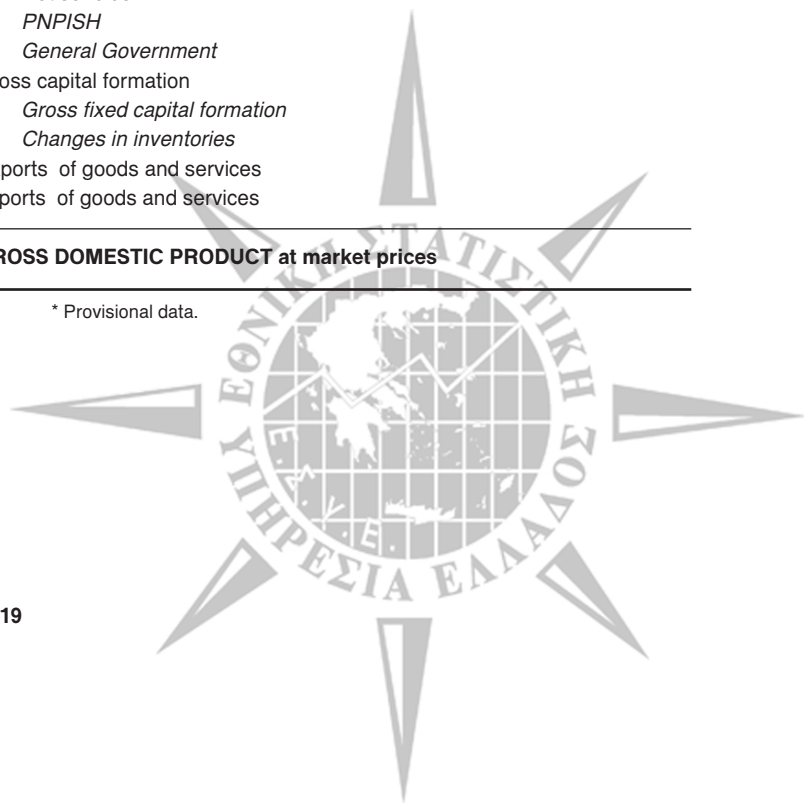 PNPISH
General Government
oss capital formation
Gross fixed capital formation
Changes in inventories
ports of goods and services
ports of goods and services
ROSS DOMESTIC PRODUCT at market prices
* Provisional data.
ΕΘΝΙΚΗ ΣΤΑΤΙΣΤΙΚΗ
ΥΠΗΡΕΣΙΑ ΕΛΛΑΔΟΣ
Ε.Σ.Υ.Ε.
19